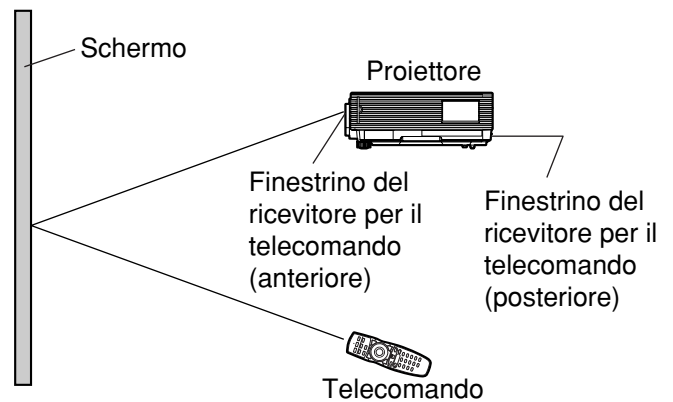 Schermo
Proiettore
Finestrino del
ricevitore per il
telecomando
(anteriore)
Finestrino del
ricevitore per il
telecomando
(posteriore)
Telecomando